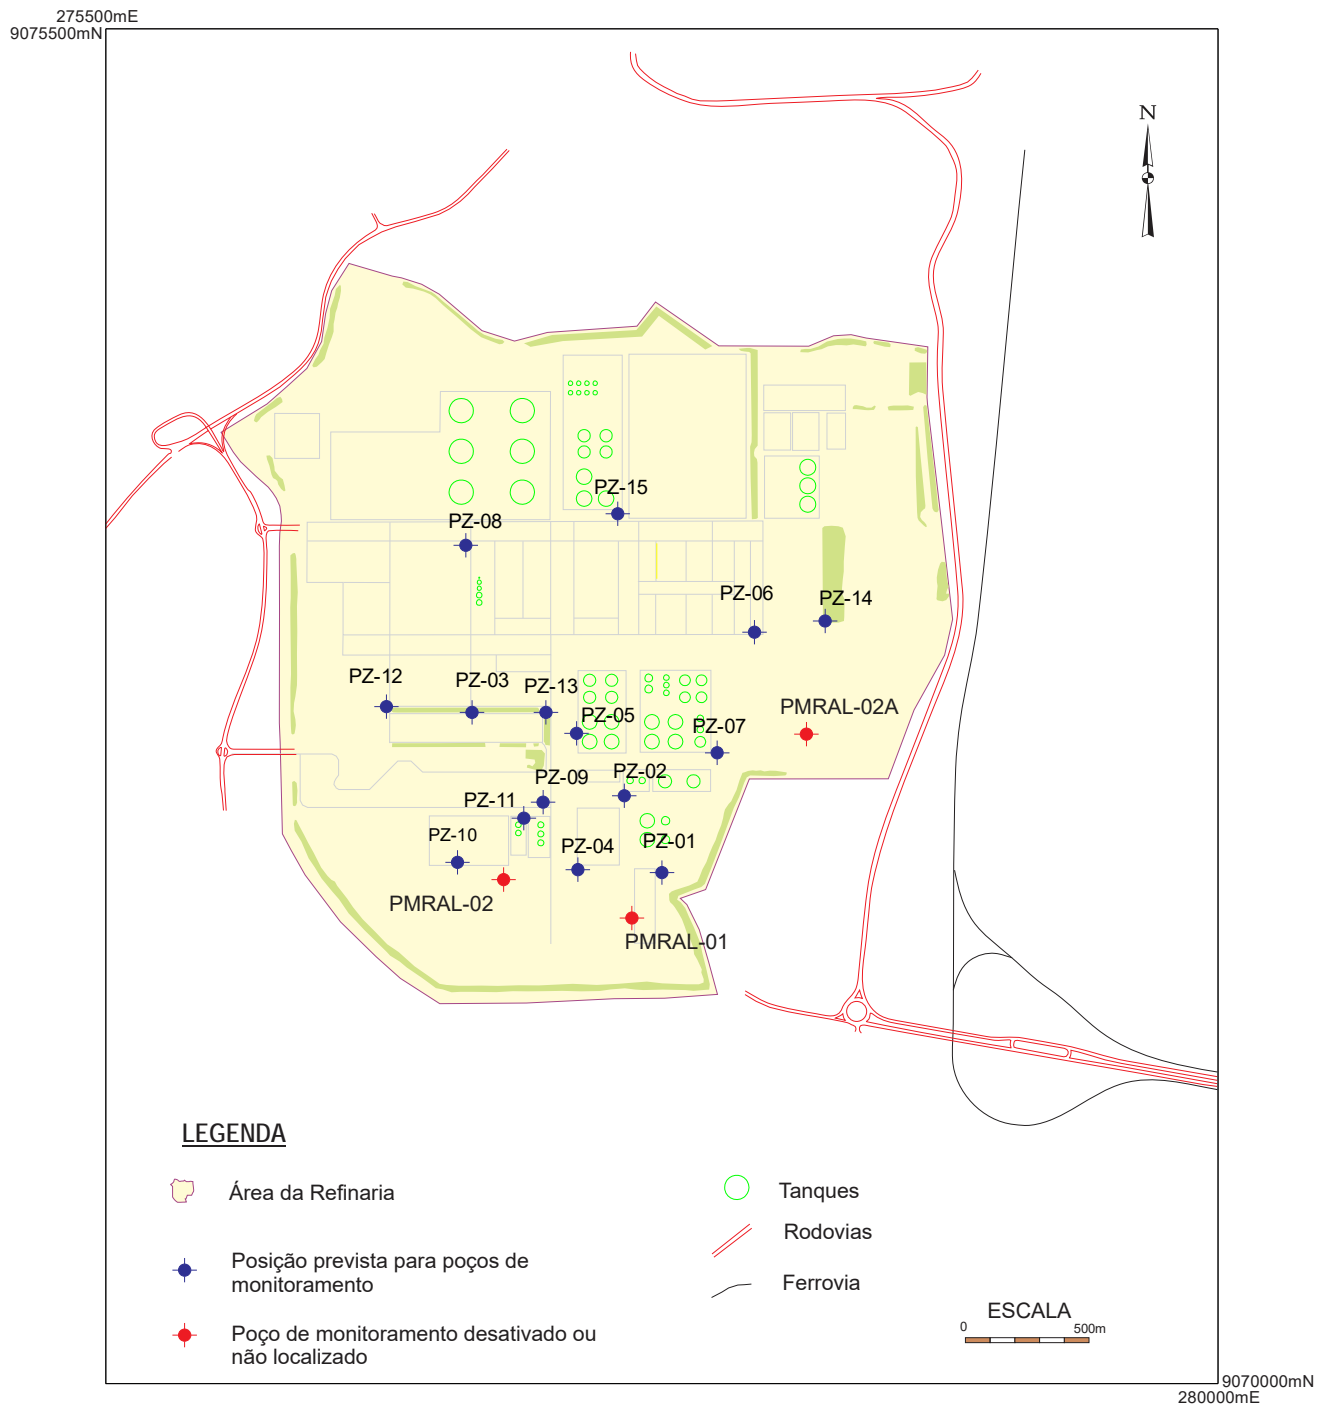 275500mE
9075500mN
N
PZ-15
PZ-08
PZ-06
PZ-14
PZ-12
PZ-03
PZ-13
PZ-05
PMRAL-02A
PZ-07
PZ-09
PZ-02
PZ-11
PZ-10
PZ-04
PZ-01
PMRAL-02
PMRAL-01
LEGENDA
Área da Refinaria
Posição prevista para poços de
monitoramento
Poço de monitoramento desativado ou
não localizado
Tanques
Rodovias
Ferrovia
ESCALA
0 500m
9070000mN
280000mE